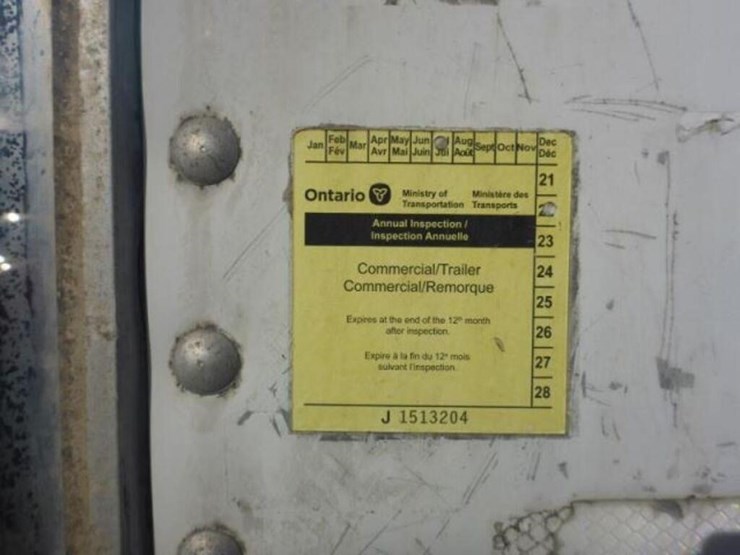 Jan Feb Mar Apr May Jun Aug Sept Oct Nov Dec
Fév Avr Mai Juin Jul Août Déc
21
Ontario Ministry of Ministère des
Transportation Transports
Annual Inspection /
Inspection Annuelle
23
Commercial/Trailer
24
Commercial/Remorque
25
Expires at the end of the 12th month
after inspection.
26
Expire à la fin du 12e mois
suivant l'inspection.
27
28
J 1513204